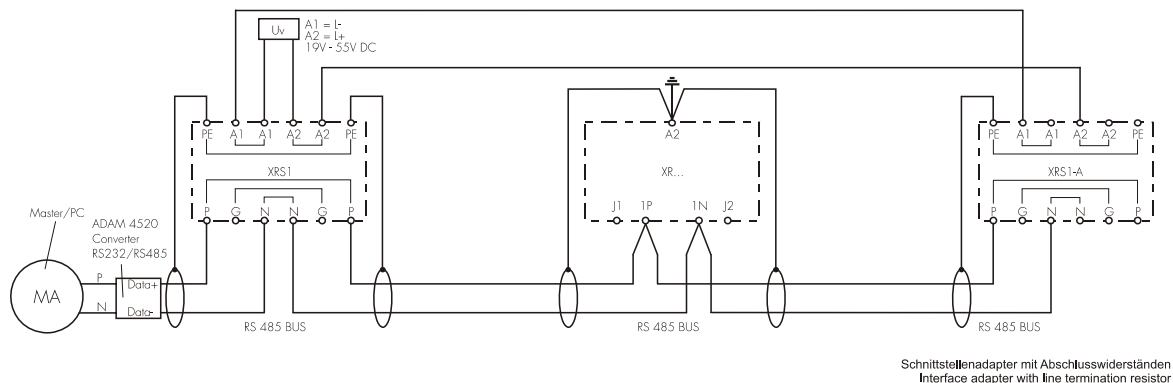 Uv
A1 = L-
A2 = L+
19V - 55V DC
PE A1 A1 A2 A2 PE
XRS1
P G N N G P
A2
XR...
J1 1P 1N J2
PE A1 A1 A2 A2 PE
XRS1-A
P G N N G P
Master/PC
ADAM 4520
Converter
RS232/RS485
MA
P
N
Data+
Data-
RS 485 BUS
RS 485 BUS
RS 485 BUS
Schnittstellenadapter mit Abschlusswiderständen
Interface adapter with line termination resistor